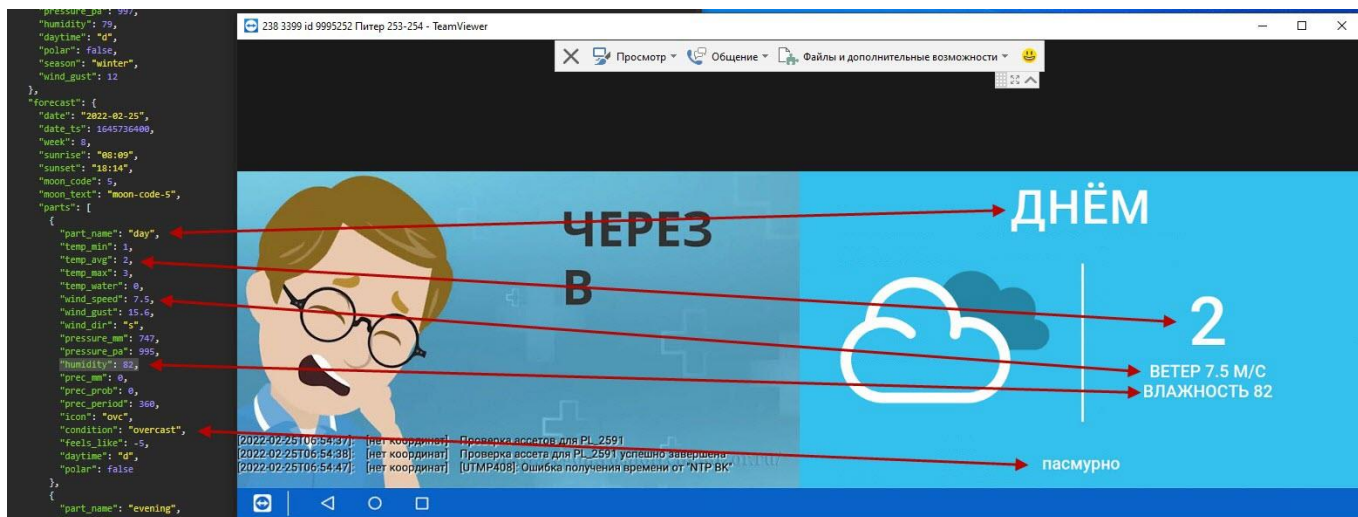 "pressure_pa": 997,
"humidity": 79,
"daytime": "d",
"polar": false,
"season": "winter",
"wind_gust": 12
},
"forecast": {
"date": "2022-02-25",
"date_ts": 1645736400,
"week": 8,
"sunrise": "08:09",
"sunset": "18:14",
"moon_code": 5,
"moon_text": "moon-code-5",
"parts": [
{
"part_name": "day",
"temp_min": 1,
"temp_avg": 2,
"temp_max": 3,
"temp_water": 0,
"wind_speed": 7.5,
"wind_gust": 15.6,
"wind_dir": "s",
"pressure_mm": 747,
"pressure_pa": 995,
"humidity": 82,
"prec_mm": 0,
"prec_prob": 0,
"prec_period": 360,
"icon": "ovc",
"condition": "overcast",
"feels_like": -5,
"daytime": "d",
"polar": false
},
{
"part_name": "evening",
238 3399 id 9995252 Питер 253-254 - TeamViewer
Просмотр
Общение
Файлы и дополнительные возможности
ЧЕРЕЗ
В
[2022-02-25T06:54:37]: [нет координат] Проверка ассетов для PL_2591
[2022-02-25T06:54:38]: [нет координат] Проверка ассета для PL_2591 успешно завершена
[2022-02-25T06:54:47]: [нет координат] [UTMP408]: Ошибка получения времени от "NTP BK"
ДНЁМ
2
ВЕТЕР 7.5 М/С
ВЛАЖНОСТЬ 82
пасмурно